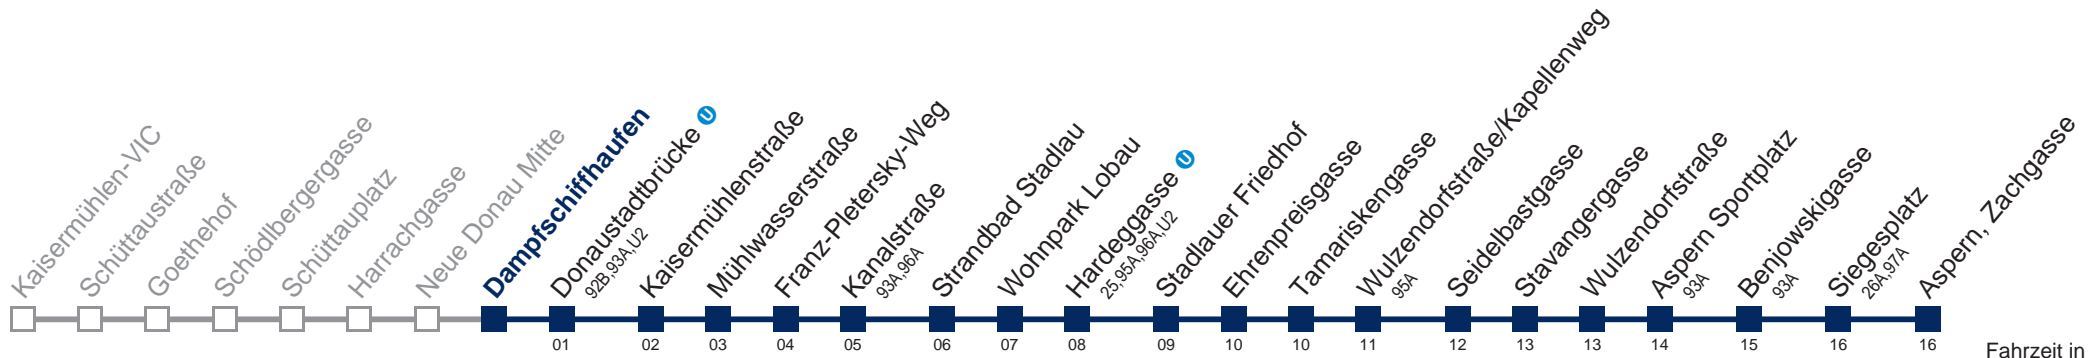 Kaisermühlen-VIC
Schüttaustraße
Goethehof
Schödlbergergasse
Schüttauplatz
Harrachgasse
Neue Donau Mitte
Dampfschiffhaufen
Donaustadtbrücke U
92B,93A,U2
Kaisermühlenstraße
Mühlwasserstraße
Franz-Pletersky-Weg
Kanalstraße
93A,96A
Strandbad Stadlau
Wohnpark Lobau
Hardeggasse U
25,95A,96A,U2
Stadlauer Friedhof
Ehrenpreisgasse
Tamariskengasse
Wulzendorfstraße/Kapellenweg
95A
Seidelbastgasse
Stavangergasse
Wulzendorfstraße
Aspern Sportplatz
93A
Benjowskigasse
93A
Siegesplatz
26A,97A
Aspern, Zachgasse
01 02 03 04 05 06 07 08 09 10 10 11 12 13 13 14 15 16 16
Fahrzeit in